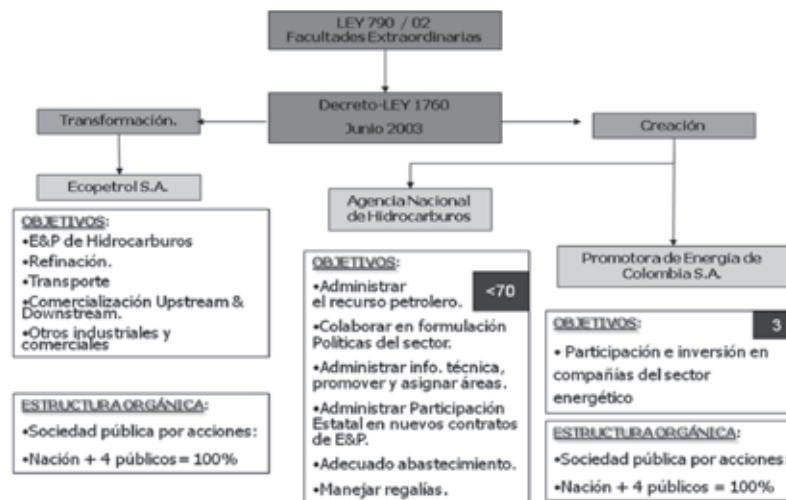 LEY 790 / 02
Facultades Extraordinarias
Decreto-LEY 1760
Junio 2003
Transformación.
Creación
Ecopetrol S.A.
Agencia Nacional
de Hidrocarburos
Promotora de Energía de
Colombia S.A.
OBJETIVOS:
•E&P de Hidrocarburos
•Refinación.
•Transporte
•Comercialización Upstream &
Downstream.
•Otros industriales y
comerciales
ESTRUCTURA ORGÁNICA:
•Sociedad pública por acciones:
•Nación + 4 públicos = 100%
OBJETIVOS:
<70
•Administrar
el recurso petrolero.
•Colaborar en formulación
Políticas del sector.
•Administrar info. técnica,
promover y asignar áreas.
•Administrar Participación
Estatal en nuevos contratos
de E&P.
•Adecuado abastecimiento.
•Manejar regalías.
OBJETIVOS:
3
• Participación e inversión en
compañías del sector
energético
ESTRUCTURA ORGÁNICA:
•Sociedad pública por acciones:
•Nación + 4 públicos = 100%